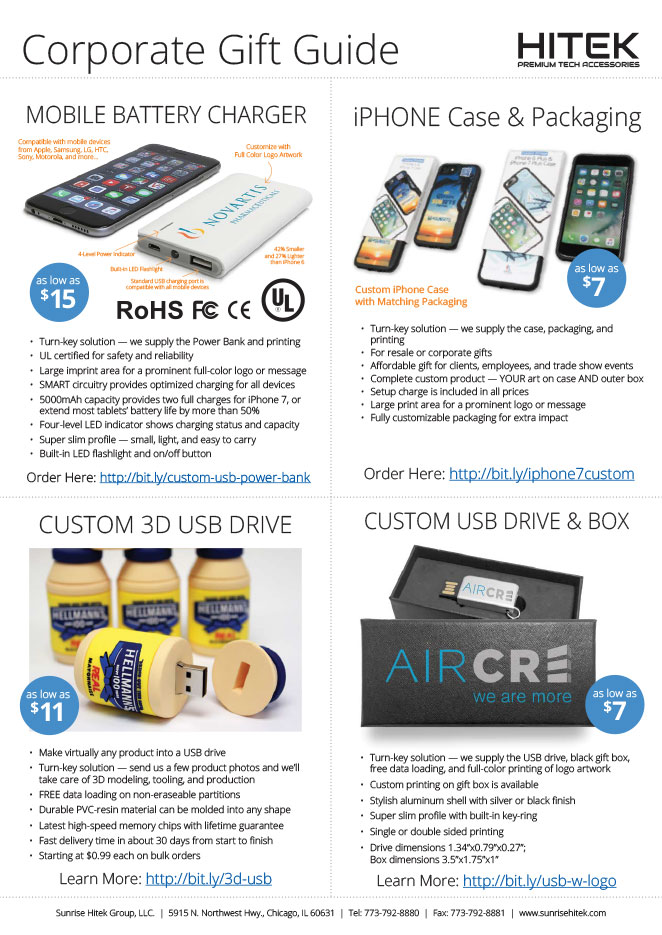 Corporate Gift Guide
HITEK
PREMIUM TECH ACCESSORIES
MOBILE BATTERY CHARGER
Compatible with mobile devices
from Apple, Samsung, LG, HTC,
Sony, Motorola, and more...
Customize with
Full Color Logo Artwork
NOVARTIS
PHARMACEUTICALS
4-Level Power Indicator
Built-in LED Flashlight
Standard USB charging port is
compatible with all mobile devices
42% Smaller
and 27% Lighter
than iPhone 6
as low as
$15
RoHS FC CE UL
• Turn-key solution — we supply the Power Bank and printing
• UL certified for safety and reliability
• Large imprint area for a prominent full-color logo or message
• SMART circuitry provides optimized charging for all devices
• 5000mAh capacity provides two full charges for iPhone 7, or
extend most tablets' battery life by more than 50%
• Four-level LED indicator shows charging status and capacity
• Super slim profile — small, light, and easy to carry
• Built-in LED flashlight and on/off button
Order Here: http://bit.ly/custom-usb-power-bank
iPHONE Case & Packaging
Custom iPhone Case
with Matching Packaging
as low as
$7
• Turn-key solution — we supply the case, packaging, and
printing
• For resale or corporate gifts
• Affordable gift for clients, employees, and trade show events
• Complete custom product — YOUR art on case AND outer box
• Setup charge is included in all prices
• Large print area for a prominent logo or message
• Fully customizable packaging for extra impact
Order Here: http://bit.ly/iphone7custom
CUSTOM 3D USB DRIVE
HELLMANN'S
HELLMANN'S
HELLMANN'S
REAL
HELLMANN'S
REAL
MAYONNAISE
as low as
$11
• Make virtually any product into a USB drive
• Turn-key solution — send us a few product photos and we'll
take care of 3D modeling, tooling, and production
• FREE data loading on non-eraseable partitions
• Durable PVC-resin material can be molded into any shape
• Latest high-speed memory chips with lifetime guarantee
• Fast delivery time in about 30 days from start to finish
• Starting at $0.99 each on bulk orders
Learn More: http://bit.ly/3d-usb
CUSTOM USB DRIVE & BOX
AIRCRE
AIRCRE
we are more
as low as
$7
• Turn-key solution — we supply the USB drive, black gift box,
free data loading, and full-color printing of logo artwork
• Custom printing on gift box is available
• Stylish aluminum shell with silver or black finish
• Super slim profile with built-in key-ring
• Single or double sided printing
• Drive dimensions 1.34”x0.79”x0.27”;
Box dimensions 3.5”x1.75”x1”
Learn More: http://bit.ly/usb-w-logo
Sunrise Hitek Group, LLC. | 5915 N. Northwest Hwy., Chicago, IL 60631 | Tel: 773-792-8880 | Fax: 773-792-8881 | www.sunrisehitek.com